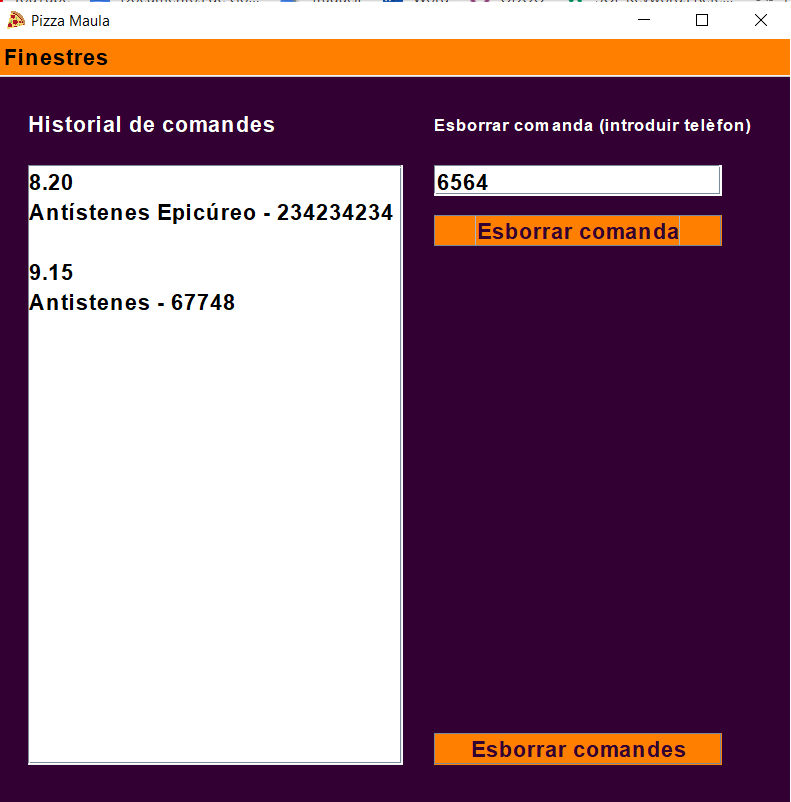 Pizza Maula
Finestres
Historial de comandes
Esborrar comanda (introduir telèfon)
8.20
Antístenes Epicúreo - 234234234
9.15
Antistenes - 67748
6564
Esborrar comanda
Esborrar comandes